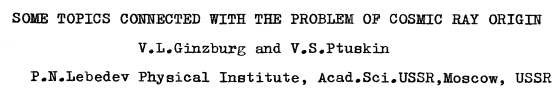 SOME TOPICS CONNECTED WITH THE PROBLEM OF COSMIC RAY ORIGIN
V.L.Ginzburg and V.S.Ptuskin
P.N.Lebedev Physical Institute, Acad.Sci.USSR,Moscow, USSR